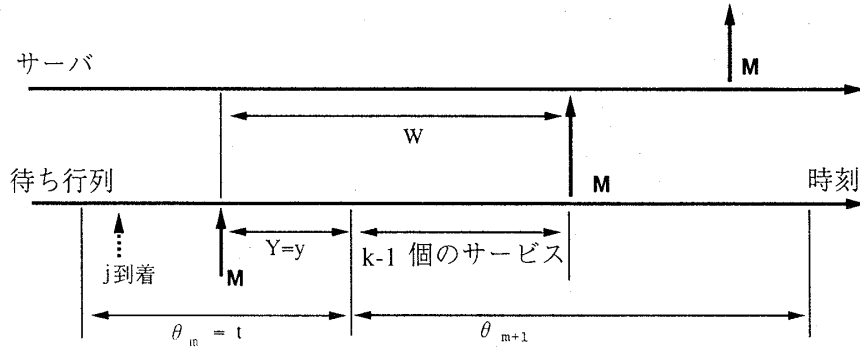 サーバ
M
W
M
待ち行列
時刻
Y=y
k-1 個のサービス
j到着
M
θm = t
θm+1